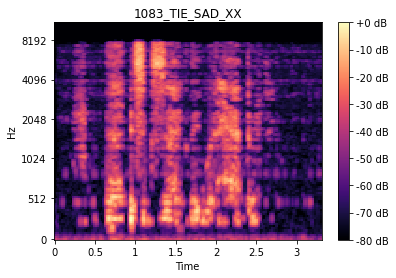 1083_TIE_SAD_XX
+0 dB
8192
-10 dB
4096
-20 dB
-30 dB
2048
Hz
-40 dB
1024
-50 dB
512
-60 dB
-70 dB
0
-80 dB
0 0.5 1 1.5 2 2.5 3
Time